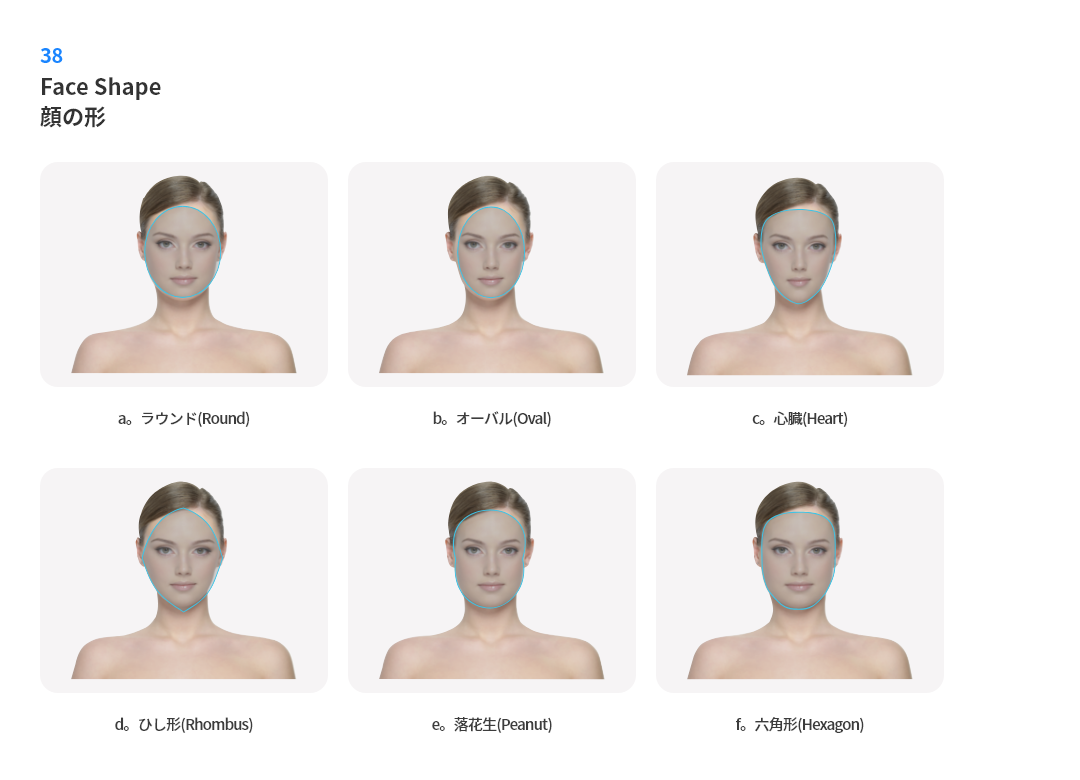 38
Face Shape
顔の形
a。ラウンド(Round)
b。オーバル(Oval)
c。心臓(Heart)
d。ひし形(Rhombus)
e。落花生(Peanut)
f。六角形(Hexagon)